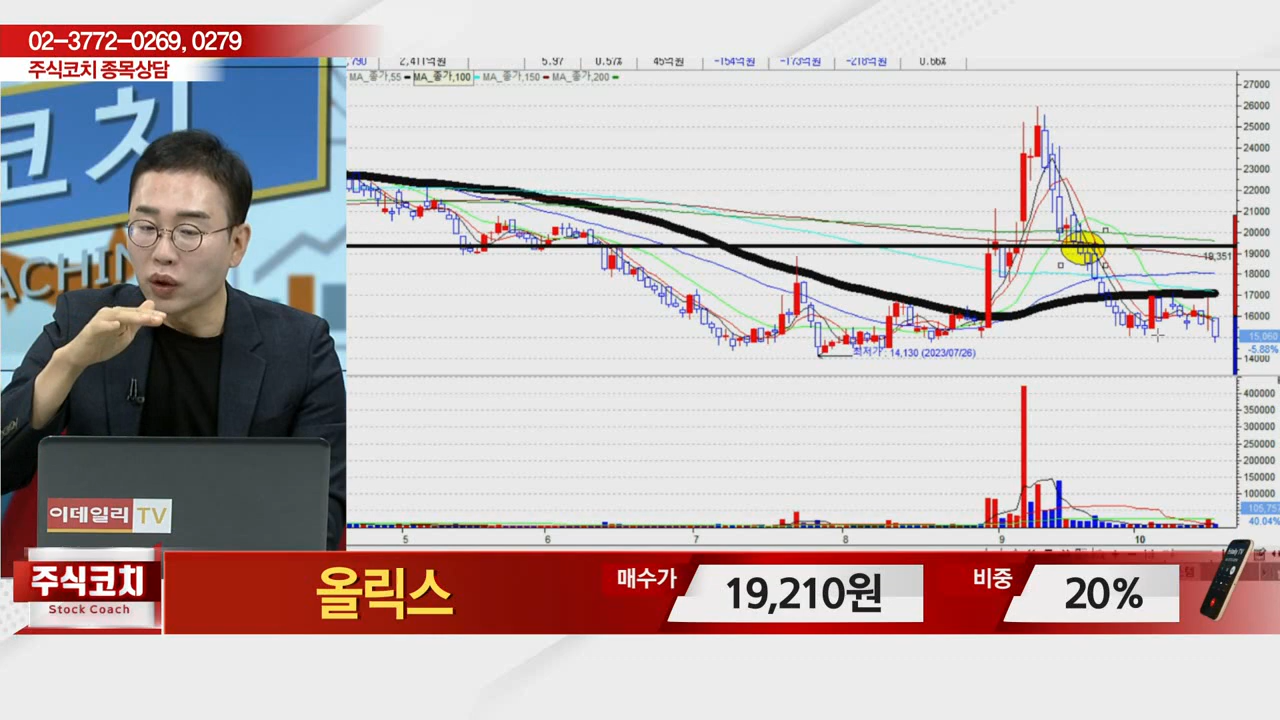 02-3772-0269, 0279
주식코치 종목상담
코치
ACHIN
이데일리 TV
,790 2,411억원 5.97 0.57% 45억원 -154억원 -173억원 -218억원 0.66%
MA_종가,55 MA_종가,100 MA_종가,150 MA_종가,200
27000
26000
25000
24000
23000
22000
21000
20000
19,351
19000
18000
17000
16000
15,060
-5.88%
14000
최저가 : 14,130 (2023/07/26)
400000
350000
300000
250000
200000
150000
100000
105,75
40.04%
5 6 7 8 9 10
주식코치
Stock Coach
올릭스
매수가
19,210원
비중
20%